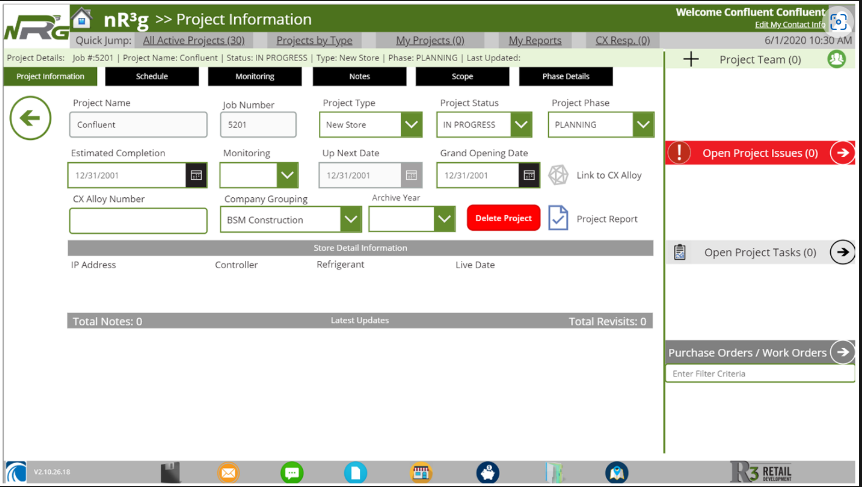 nR³g >> Project Information
Welcome Confluent Confluent
Edit My Contact Info
NRG
Quick Jump: All Active Projects (30) Projects by Type My Projects (0) My Reports CX Resp. (0) 6/1/2020 10:30 AM
Project Details: Job #:5201 | Project Name: Confluent | Status: IN PROGRESS | Type: New Store | Phase: PLANNING | Last Updated:
Project Team (0)
Project Information Schedule Monitoring Notes Scope Phase Details
Project Name Job Number Project Type Project Status Project Phase
Confluent 5201 New Store IN PROGRESS PLANNING
Open Project Issues (0)
Estimated Completion Monitoring Up Next Date Grand Opening Date
12/31/2001 12/31/2001 12/31/2001 Link to CX Alloy
CX Alloy Number Company Grouping Archive Year
BSM Construction Delete Project Project Report
Store Detail Information
Open Project Tasks (0)
IP Address Controller Refrigerant Live Date
Total Notes: 0 Latest Updates Total Revisits: 0
Purchase Orders / Work Orders
Enter Filter Criteria
V2.10.26.18
R3 RETAIL
DEVELOPMENT